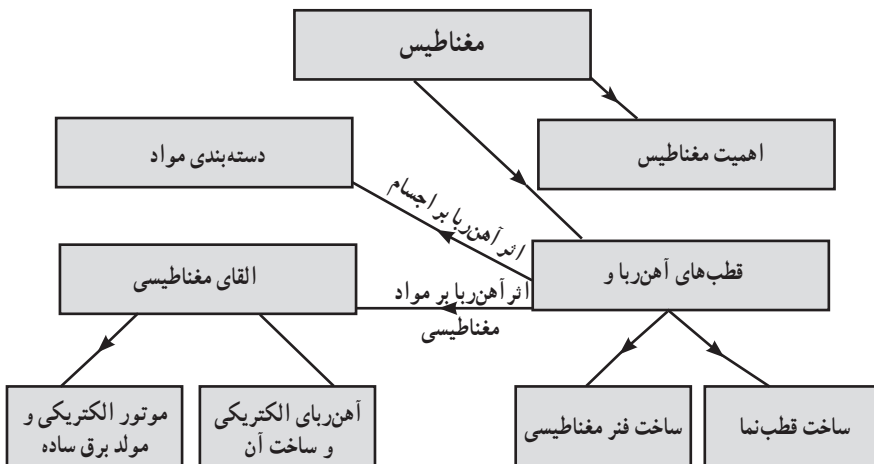 مغناطیس
اهمیت مغناطیس
دسته‌بندی مواد
اثر آهن‌ربا بر اجسام
قطب‌های آهن‌ربا و
القای مغناطیسی
اثر آهن‌ربا بر مواد
مغناطیسی
ساخت قطب‌نما
ساخت فنر مغناطیسی
آهن‌ربای الکتریکی
و ساخت آن
موتور الکتریکی و
مولد برق ساده